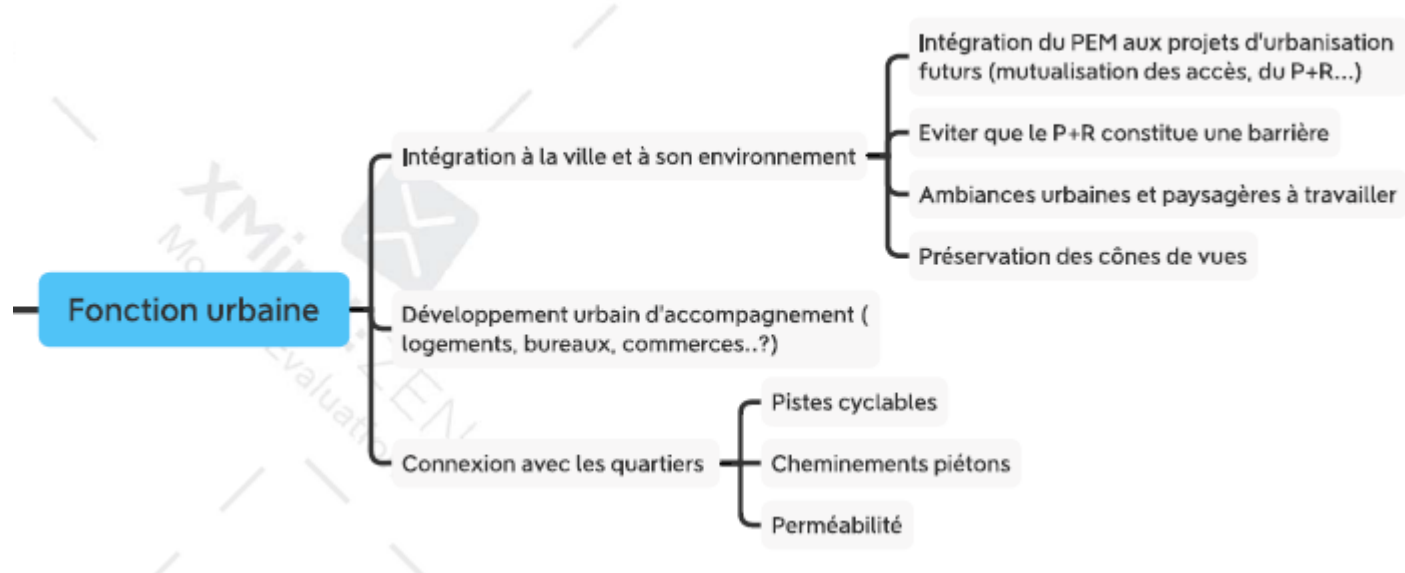 Fonction urbaine
Intégration à la ville et à son environnement
Intégration du PEM aux projets d'urbanisation
futurs (mutualisation des accès, du P+R...)
Eviter que le P+R constitue une barrière
Ambiances urbaines et paysagères à travailler
Préservation des cônes de vues
Développement urbain d'accompagnement (
logements, bureaux, commerces..?)
Connexion avec les quartiers
Pistes cyclables
Cheminements piétons
Perméabilité